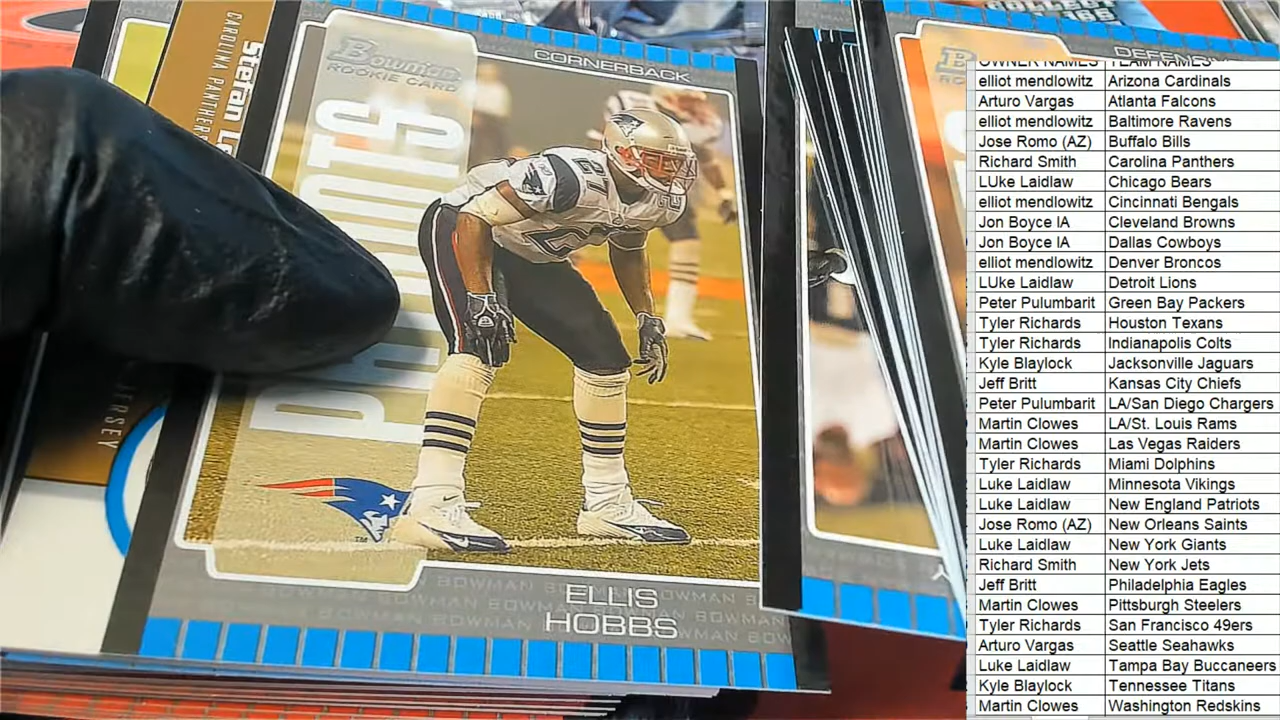 Bowman
ROOKIE CARD
CORNERBACK
PATRIOTS
ELLIS
HOBBS
Stefan
CAROLINA PANTHERS
JERSEY
OWNER NAMES TEAM NAMES
elliot mendlowitz Arizona Cardinals
Arturo Vargas Atlanta Falcons
elliot mendlowitz Baltimore Ravens
Jose Romo (AZ) Buffalo Bills
Richard Smith Carolina Panthers
LUke Laidlaw Chicago Bears
elliot mendlowitz Cincinnati Bengals
Jon Boyce IA Cleveland Browns
Jon Boyce IA Dallas Cowboys
elliot mendlowitz Denver Broncos
LUke Laidlaw Detroit Lions
Peter Pulumbarit Green Bay Packers
Tyler Richards Houston Texans
Tyler Richards Indianapolis Colts
Kyle Blaylock Jacksonville Jaguars
Jeff Britt Kansas City Chiefs
Peter Pulumbarit LA/San Diego Chargers
Martin Clowes LA/St. Louis Rams
Martin Clowes Las Vegas Raiders
Tyler Richards Miami Dolphins
Luke Laidlaw Minnesota Vikings
Luke Laidlaw New England Patriots
Jose Romo (AZ) New Orleans Saints
Luke Laidlaw New York Giants
Richard Smith New York Jets
Jeff Britt Philadelphia Eagles
Martin Clowes Pittsburgh Steelers
Tyler Richards San Francisco 49ers
Arturo Vargas Seattle Seahawks
Luke Laidlaw Tampa Bay Buccaneers
Kyle Blaylock Tennessee Titans
Martin Clowes Washington Redskins